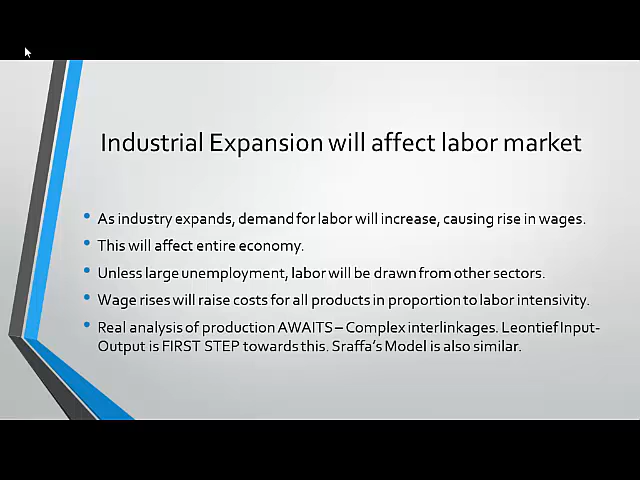 Industrial Expansion will affect labor market
• As industry expands, demand for labor will increase, causing rise in wages.
• This will affect entire economy.
• Unless large unemployment, labor will be drawn from other sectors.
• Wage rises will raise costs for all products in proportion to labor intensivity.
• Real analysis of production AWAITS – Complex interlinkages. Leontief Input-
Output is FIRST STEP towards this. Sraffa's Model is also similar.